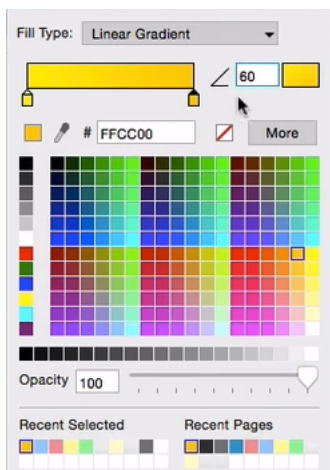 Fill Type: Linear Gradient
60
# FFCC00 More
Opacity 100
Recent Selected Recent Pages